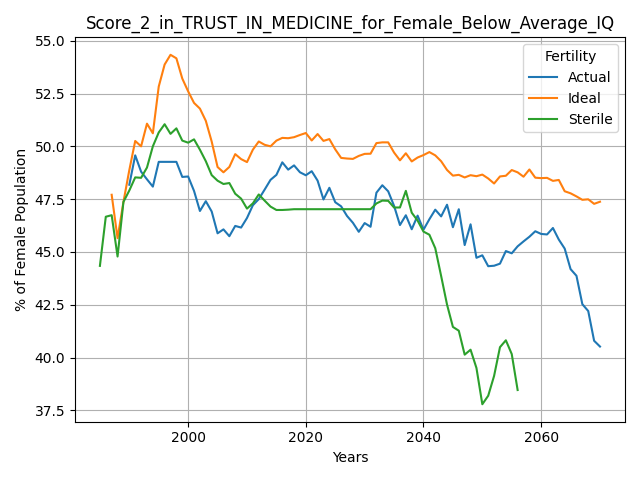 Score_2_in_TRUST_IN_MEDICINE_for_Female_Below_Average_IQ
55.0
52.5
50.0
47.5
45.0
42.5
40.0
37.5
% of Female Population
Fertility
Actual
Ideal
Sterile
2000
2020
2040
2060
Years